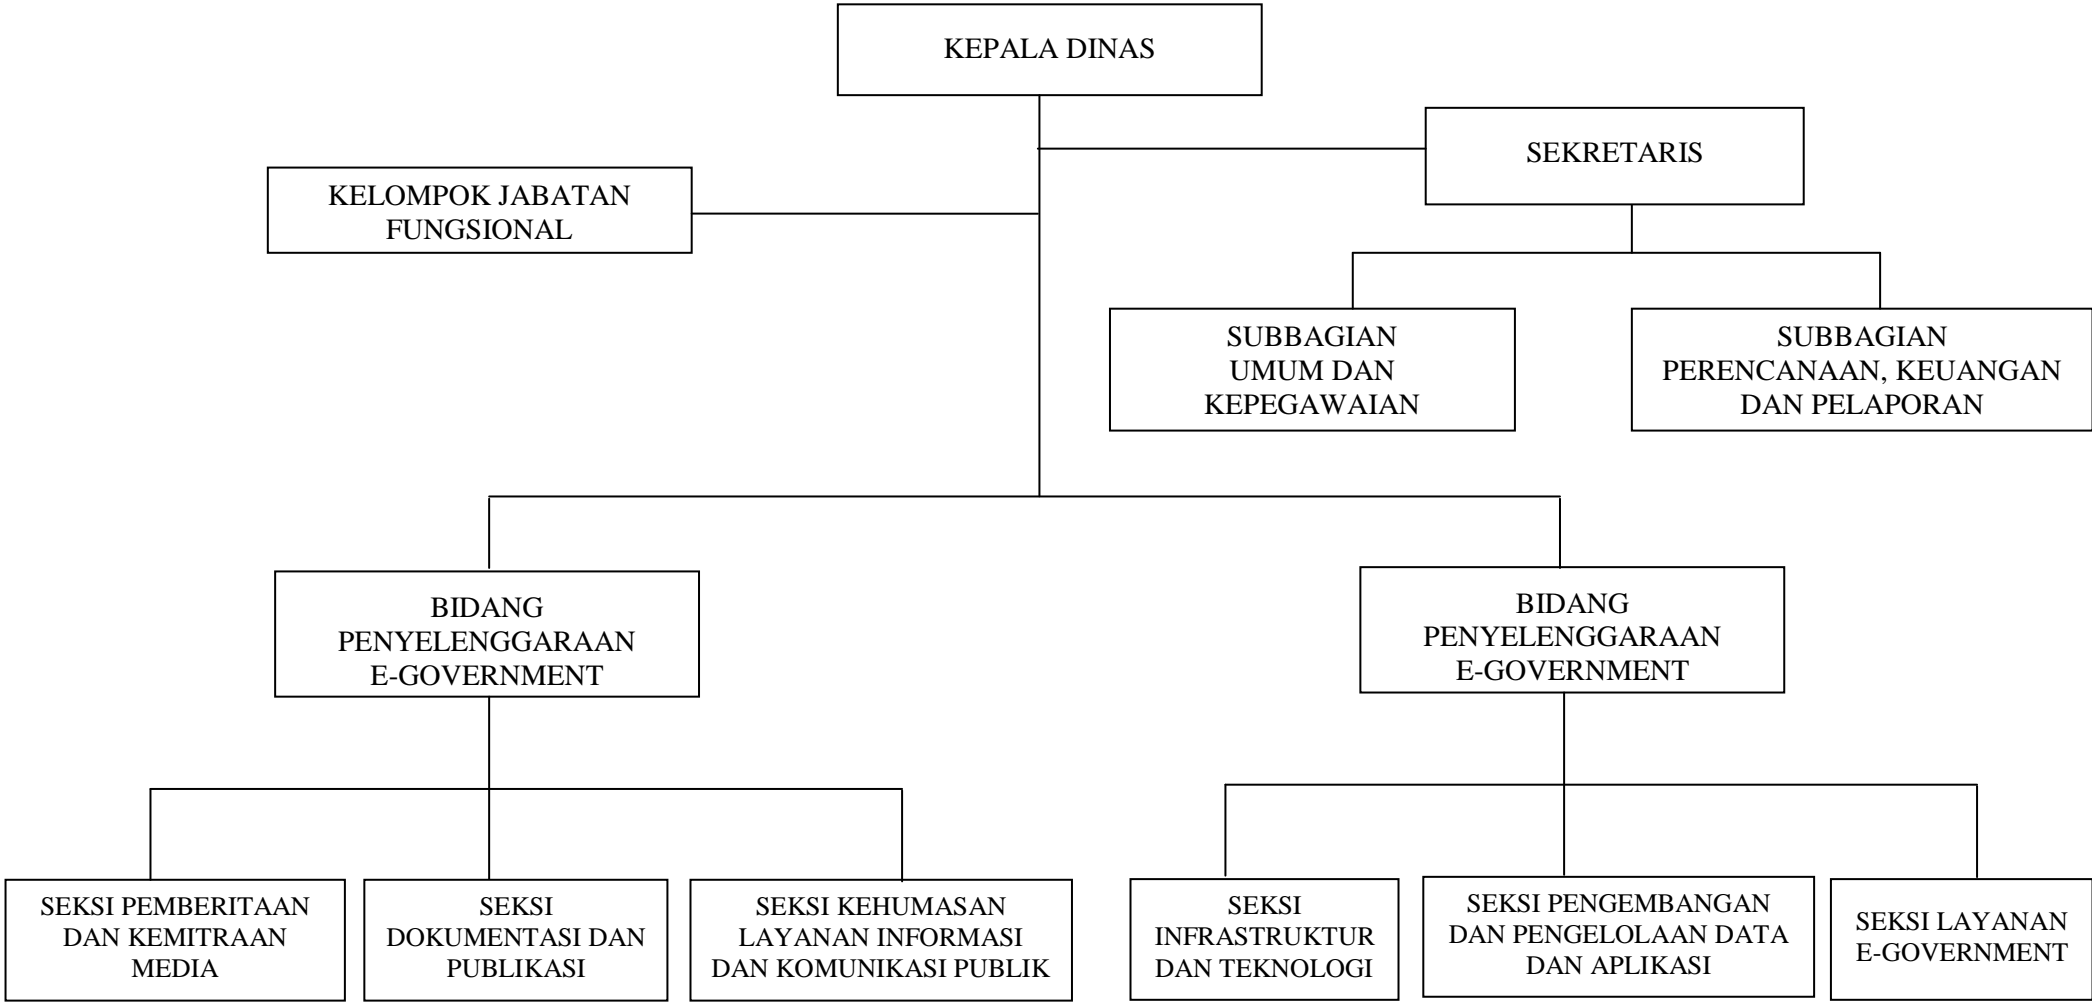 KEPALA DINAS
SEKRETARIS
KELOMPOK JABATAN
FUNGSIONAL
SUBBAGIAN
UMUM DAN
KEPEGAWAIAN
SUBBAGIAN
PERENCANAAN, KEUANGAN
DAN PELAPORAN
BIDANG
PENYELENGGARAAN
E-GOVERNMENT
BIDANG
PENYELENGGARAAN
E-GOVERNMENT
SEKSI PEMBERITAAN
DAN KEMITRAAN
MEDIA
SEKSI
DOKUMENTASI DAN
PUBLIKASI
SEKSI KEHUMASAN
LAYANAN INFORMASI
DAN KOMUNIKASI PUBLIK
SEKSI
INFRASTRUKTUR
DAN TEKNOLOGI
SEKSI PENGEMBANGAN
DAN PENGELOLAAN DATA
DAN APLIKASI
SEKSI LAYANAN
E-GOVERNMENT